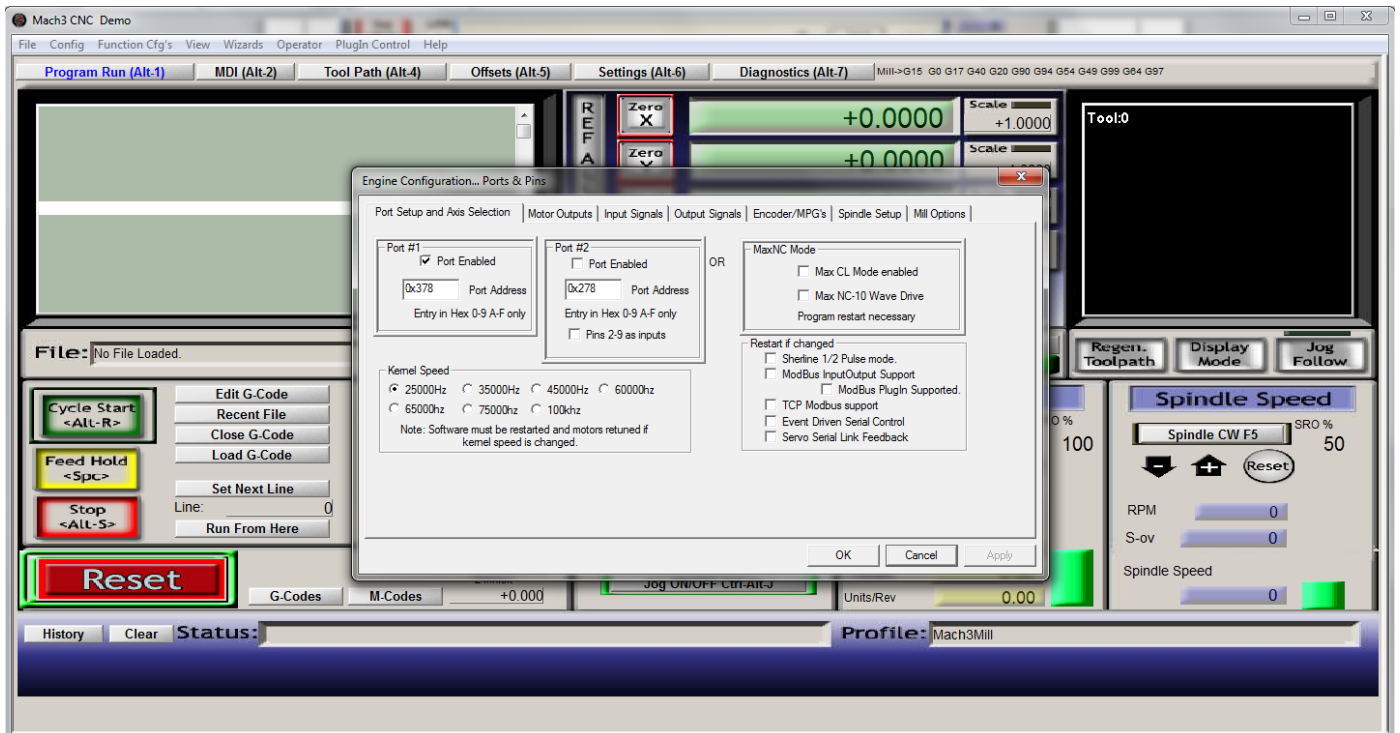 Mach3 CNC Demo
File Config Function Cfg's View Wizards Operator PlugIn Control Help
Program Run (Alt-1) MDI (Alt-2) Tool Path (Alt-4) Offsets (Alt-5) Settings (Alt-6) Diagnostics (Alt-7) Mill->G15 G0 G17 G40 G20 G90 G94 G54 G49 G99 G64 G97
REFA
Zero X +0.0000 Scale +1.0000
Zero +0.0000 Scale
Tool:0
Engine Configuration... Ports & Pins
Port Setup and Axis Selection Motor Outputs Input Signals Output Signals Encoder/MPG's Spindle Setup Mill Options
Port #1
Port Enabled
0x378 Port Address
Entry in Hex 0-9 A-F only
Port #2
Port Enabled
0x278 Port Address
Entry in Hex 0-9 A-F only
Pins 2-9 as inputs
OR
MaxNC Mode
Max CL Mode enabled
Max NC-10 Wave Drive
Program restart necessary
Kernel Speed
25000Hz 35000Hz 45000Hz 60000hz
65000hz 75000hz 100khz
Note: Software must be restarted and motors retuned if
kernel speed is changed.
Restart if changed
Sherline 1/2 Pulse mode.
ModBus InputOutput Support
ModBus PlugIn Supported.
TCP Modbus support
Event Driven Serial Control
Servo Serial Link Feedback
OK Cancel Apply
File: No File Loaded.
Regen. Toolpath Display Mode Jog Follow
Cycle Start
<Alt-R>
Feed Hold
<Spc>
Stop
<Alt-S>
Edit G-Code
Recent File
Close G-Code
Load G-Code
Set Next Line
Line: 0
Run From Here
Reset
G-Codes M-Codes +0.000
Jog ON/OFF Ctrl-Alt-J
100
Units/Rev 0.00
Spindle Speed
Spindle CW F5 SRO % 50
Reset
RPM 0
S-ov 0
Spindle Speed
0
History Clear Status: Profile: Mach3Mill